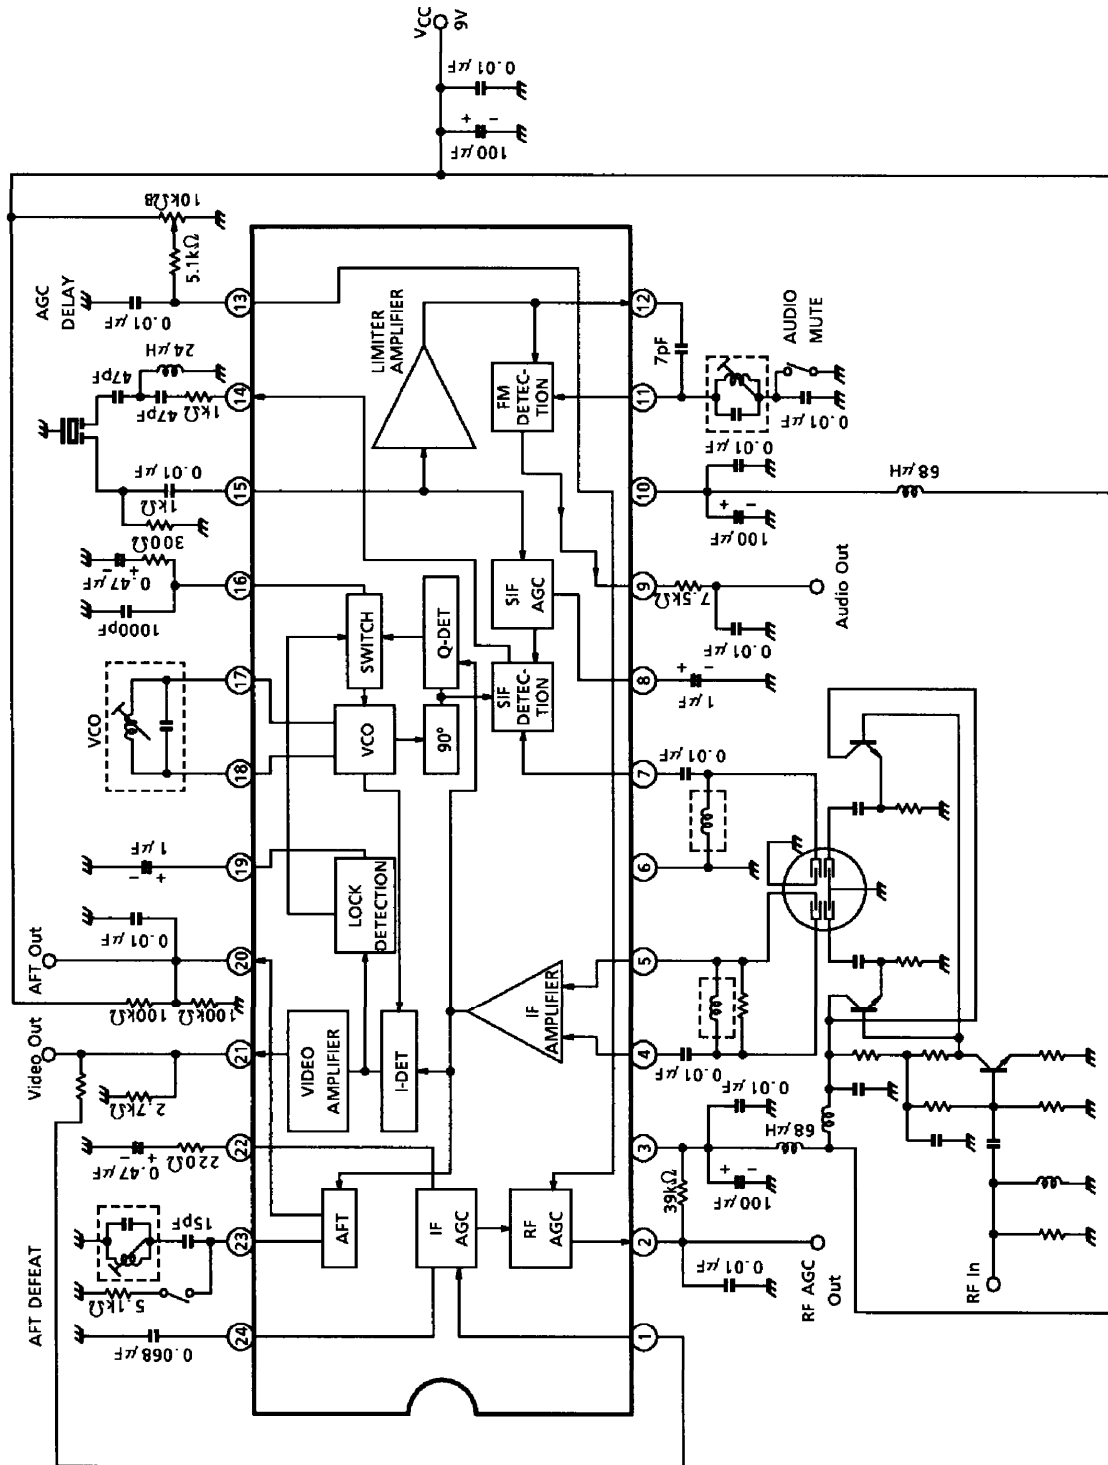 VCC
9V
0.01µF
100µF
10kΩB
5.1kΩ
AGC
DELAY
0.01µF
13
24µH
47pF
47pF
1kΩ
14
0.01µF
1kΩ
15
300Ω
0.47µF
+ -
1000pF
16
VCO
17
18
1µF
+ -
19
AFT Out
0.01µF
100kΩ
100kΩ
20
Video Out
2.7kΩ
21
0.47µF
+ -
220Ω
22
15pF
23
AFT DEFEAT
5.1kΩ
0.068µF
24
LIMITER
AMPLIFIER
FM
DETEC-
TION
SIF
AGC
SIF
DETEC-
TION
SWITCH
Q-DET
VCO
90°
LOCK
DETECTION
IF
AMPLIFIER
VIDEO
AMPLIFIER
I-DET
AFT
IF
AGC
RF
AGC
12
7pF
11
AUDIO
MUTE
0.01µF
0.01µF
10
100µF
+ -
68µH
9
7.5kΩ
0.01µF
Audio Out
8
1µF
+ -
7
0.01µF
6
5
4
0.01µF
0.01µF
3
68µH
100µF
+ -
39kΩ
2
0.01µF
RF AGC
Out
RF In
1
+ -